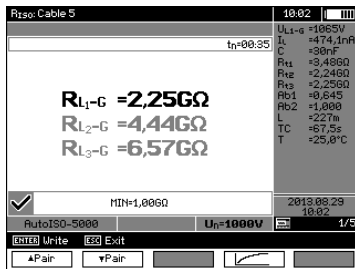 RISO: Cable 5
10:02
tn=00:35
RL1-G =2,25GΩ
RL2-G =4,44GΩ
RL3-G =6,57GΩ
MIN=1,00GΩ
AutoISO-5000
Un=1000V
UL1-G =1065V
IL =474,1nA
C =30nF
Rt1 =3,48GΩ
Rt2 =2,24GΩ
Rt3 =2,25GΩ
Ab1 =0,645
Ab2 =1,000
L =227m
TC =67,5s
T =25,0°C
2013.08.29
10:02
1/5
ENTER Write ESC Exit
▲Pair ▼Pair